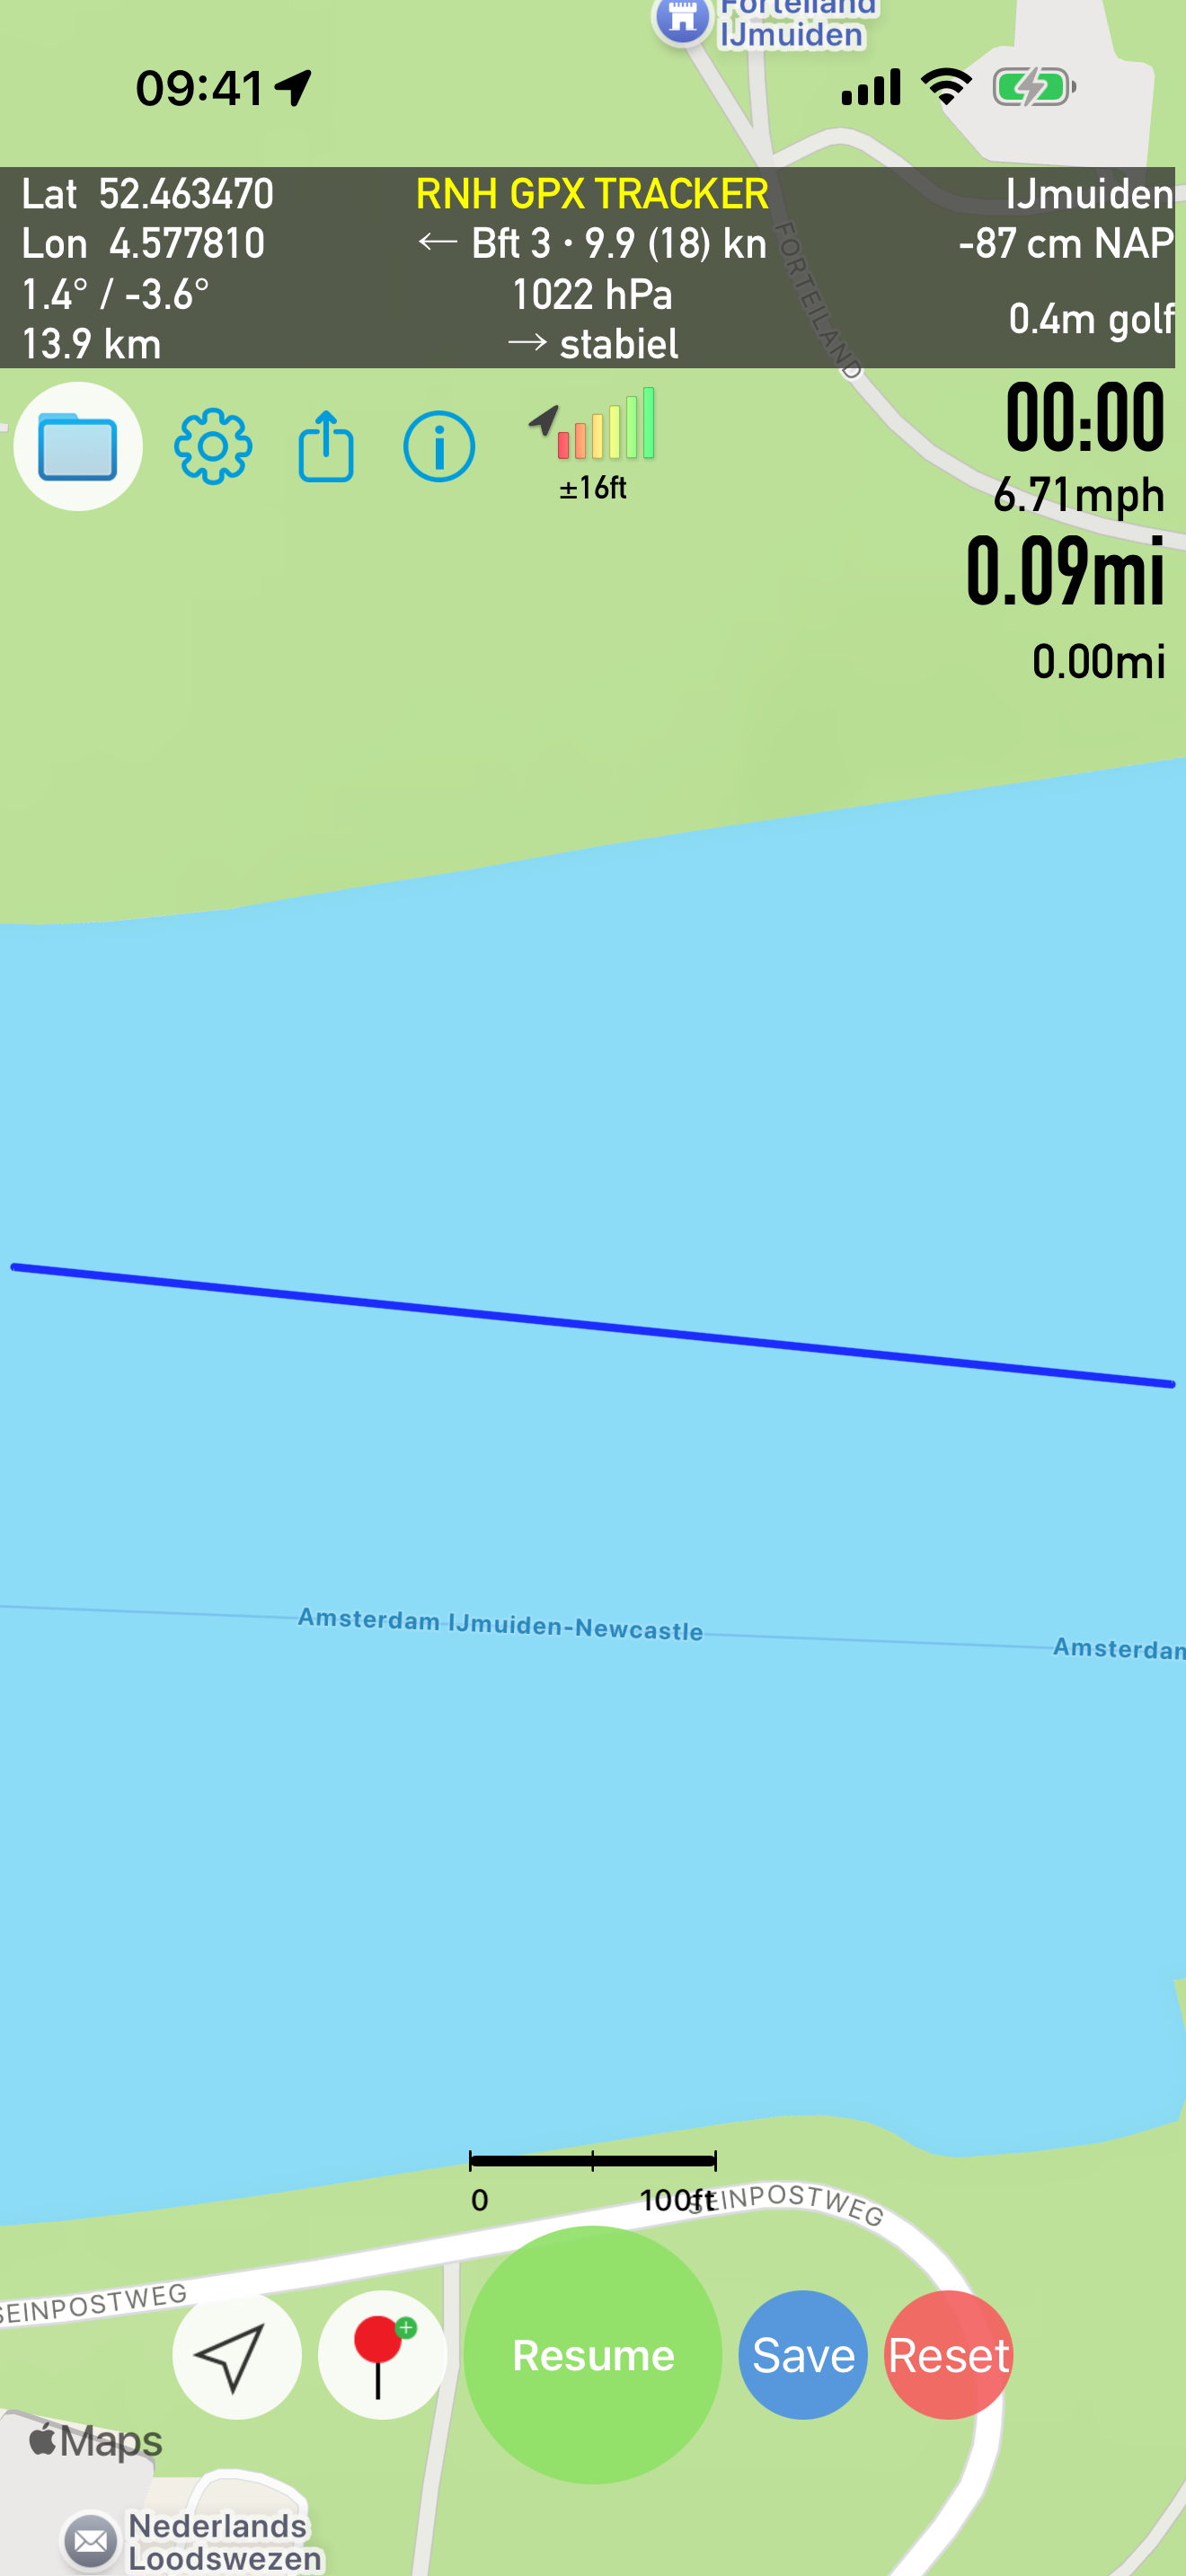 Forteiland
IJmuiden
09:41
Lat 52.463470
Lon 4.577810
1.4° / -3.6°
13.9 km
RNH GPX TRACKER
← Bft 3 · 9.9 (18) kn
1022 hPa
→ stabiel
IJmuiden
-87 cm NAP
0.4m golf
FORTEILAND
±16ft
00:00
6.71mph
0.09mi
0.00mi
Amsterdam IJmuiden-Newcastle
Amsterdam
0 100ft
SEINPOSTWEG
SEINPOSTWEG
Resume
Save
Reset
Maps
Nederlands
Loodswezen